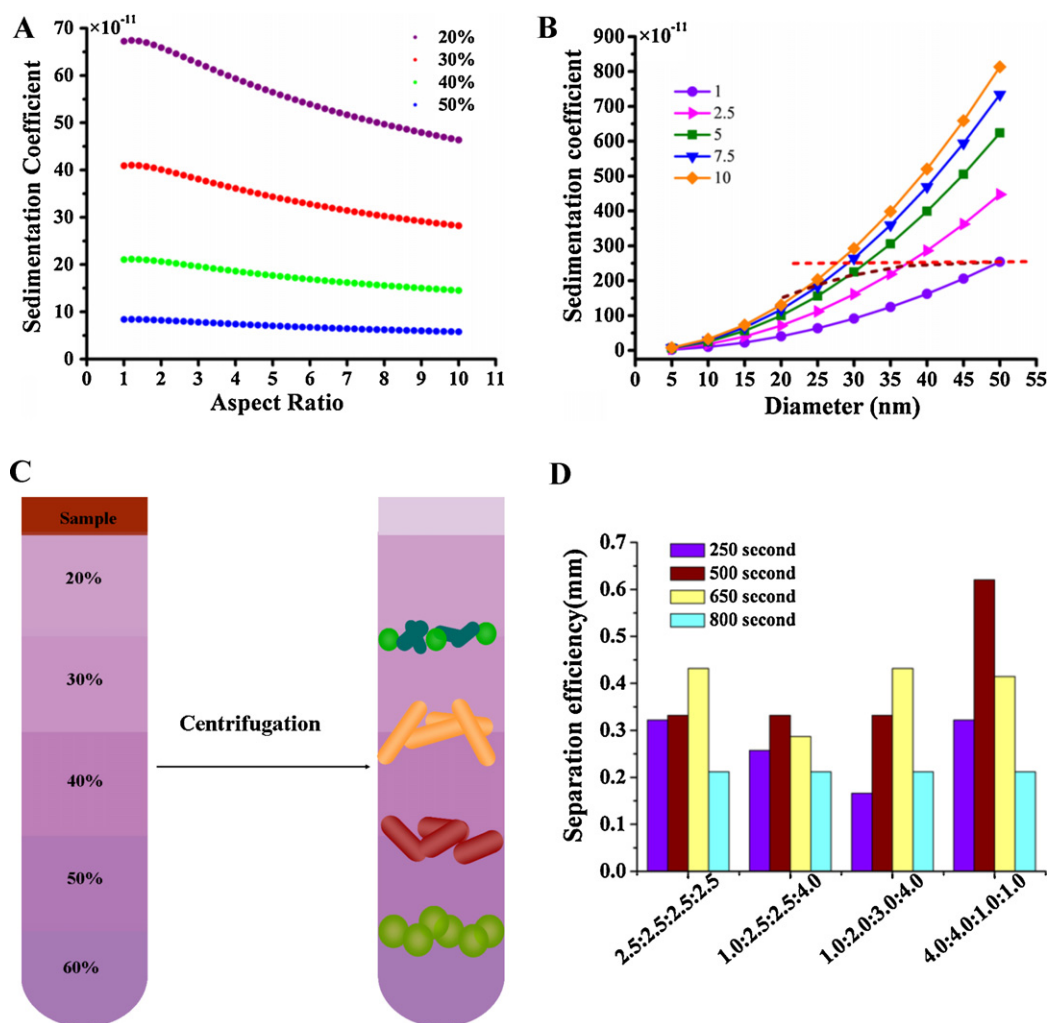 A
×10⁻¹¹
70
60
50
40
30
20
10
0
0 1 2 3 4 5 6 7 8 9 10 11
Sedimentation Coefficient
Aspect Ratio
20%
30%
40%
50%
B
×10⁻¹¹
900
800
700
600
500
400
300
200
100
0
0 5 10 15 20 25 30 35 40 45 50 55
Sedimentation coefficient
Diameter (nm)
1
2.5
5
7.5
10
C
Sample
20%
30%
40%
50%
60%
Centrifugation
D
0.7
0.6
0.5
0.4
0.3
0.2
0.1
0.0
Separation efficiency(mm)
250 second
500 second
650 second
800 second
2.5:2.5:2.5:2.5
1.0:2.5:2.5:4.0
1.0:2.0:3.0:4.0
4.0:4.0:1.0:1.0